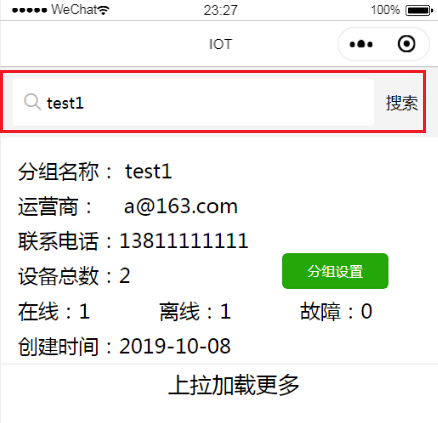 ●●●●● WeChat 23:27 100%
IOT
test1 搜索
分组名称： test1
运营商： a@163.com
联系电话：13811111111
设备总数：2
分组设置
在线：1 离线：1 故障：0
创建时间：2019-10-08
上拉加载更多